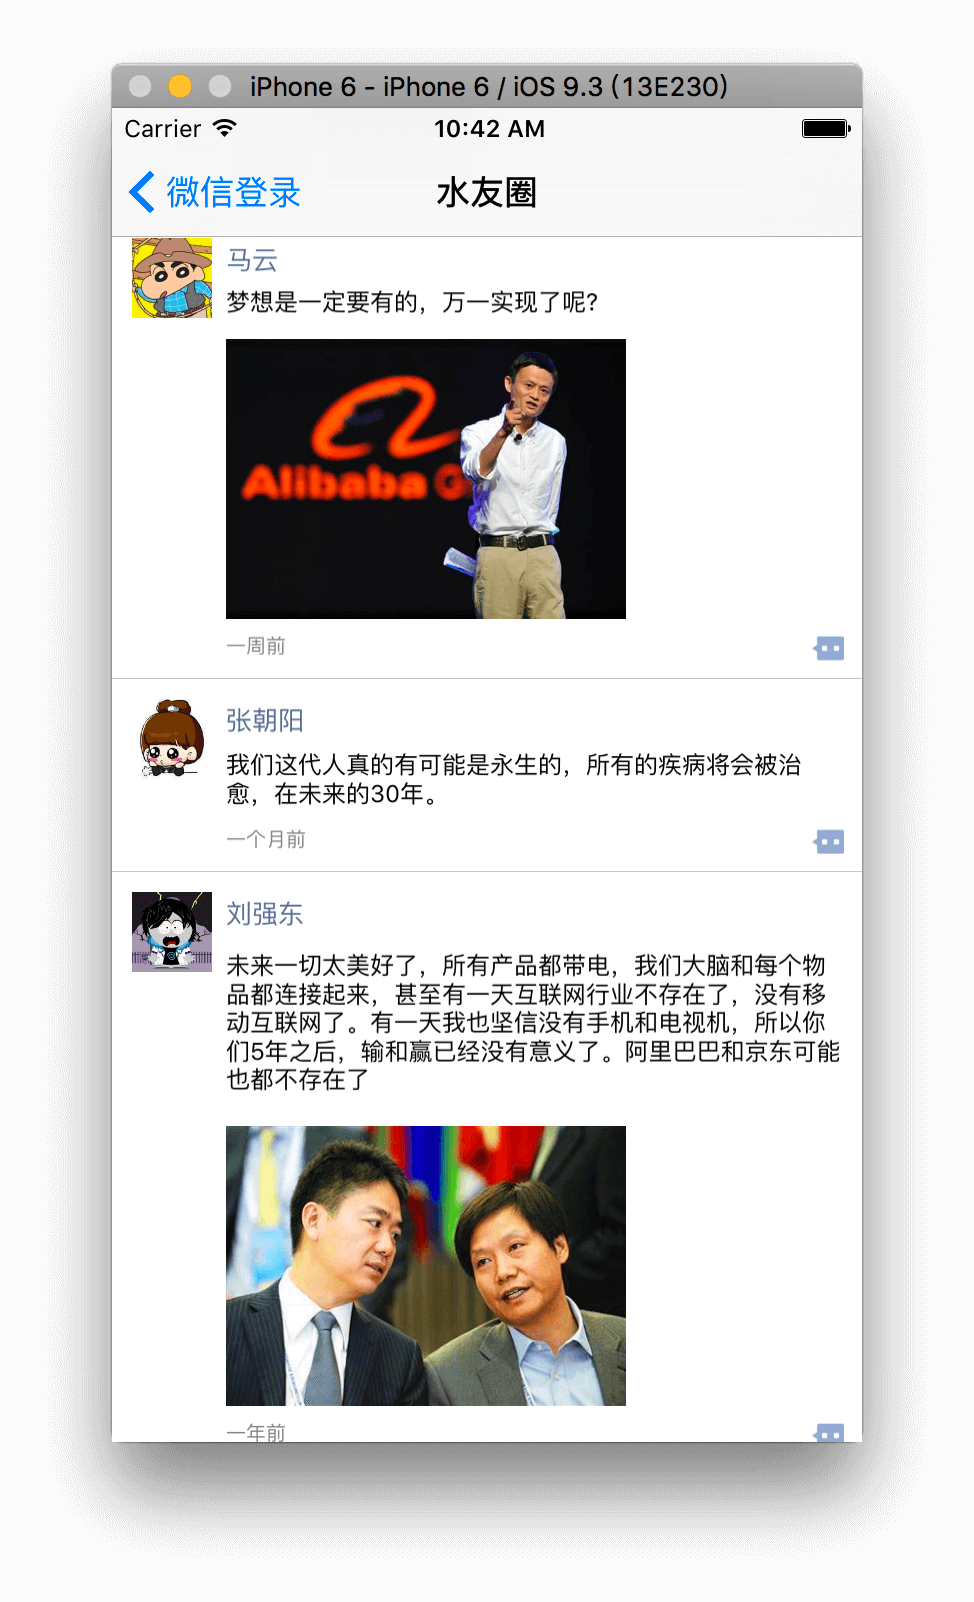 iPhone 6 - iPhone 6 / iOS 9.3 (13E230)
Carrier 10:42 AM
微信登录 水友圈
马云
梦想是一定要有的，万一实现了呢？
Alibaba G
一周前
张朝阳
我们这代人真的有可能是永生的，所有的疾病将会被治
愈，在未来的30年。
一个月前
刘强东
未来一切太美好了，所有产品都带电，我们大脑和每个物
品都连接起来，甚至有一天互联网行业不存在了，没有移
动互联网了。有一天我也坚信没有手机和电视机，所以你
们5年之后，输和赢已经没有意义了。阿里巴巴和京东可能
也都不存在了
一年前